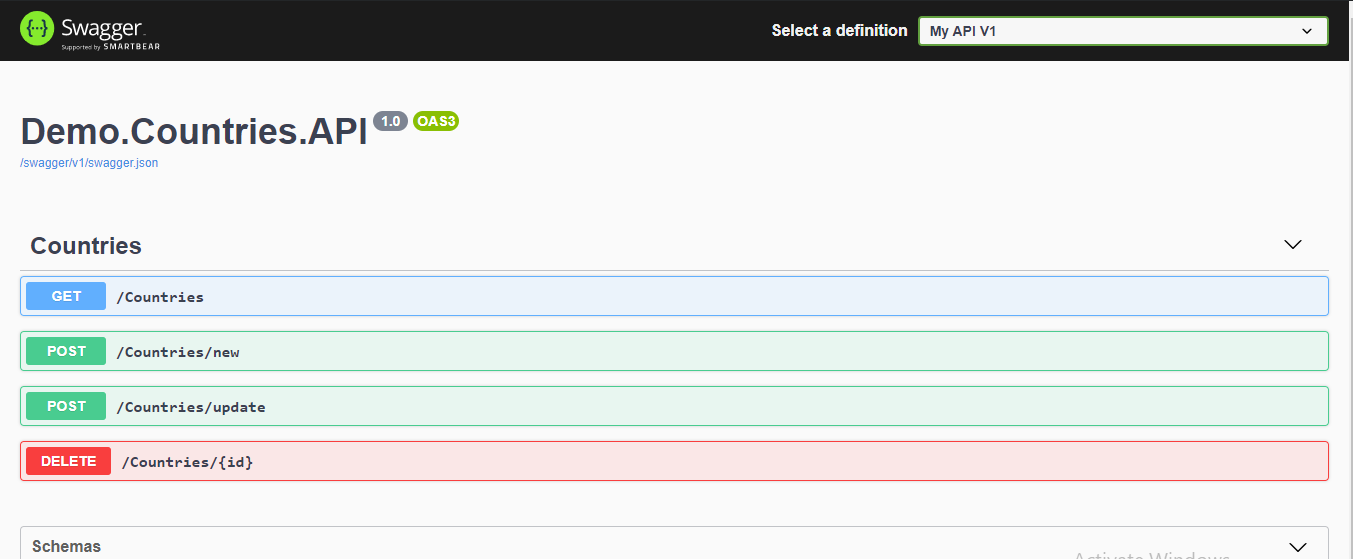 Swagger
Supported by SMARTBEAR
Select a definition
My API V1
Demo.Countries.API 1.0 OAS3
/swagger/v1/swagger.json
Countries
GET /Countries
POST /Countries/new
POST /Countries/update
DELETE /Countries/{id}
Schemas
Activate Windows